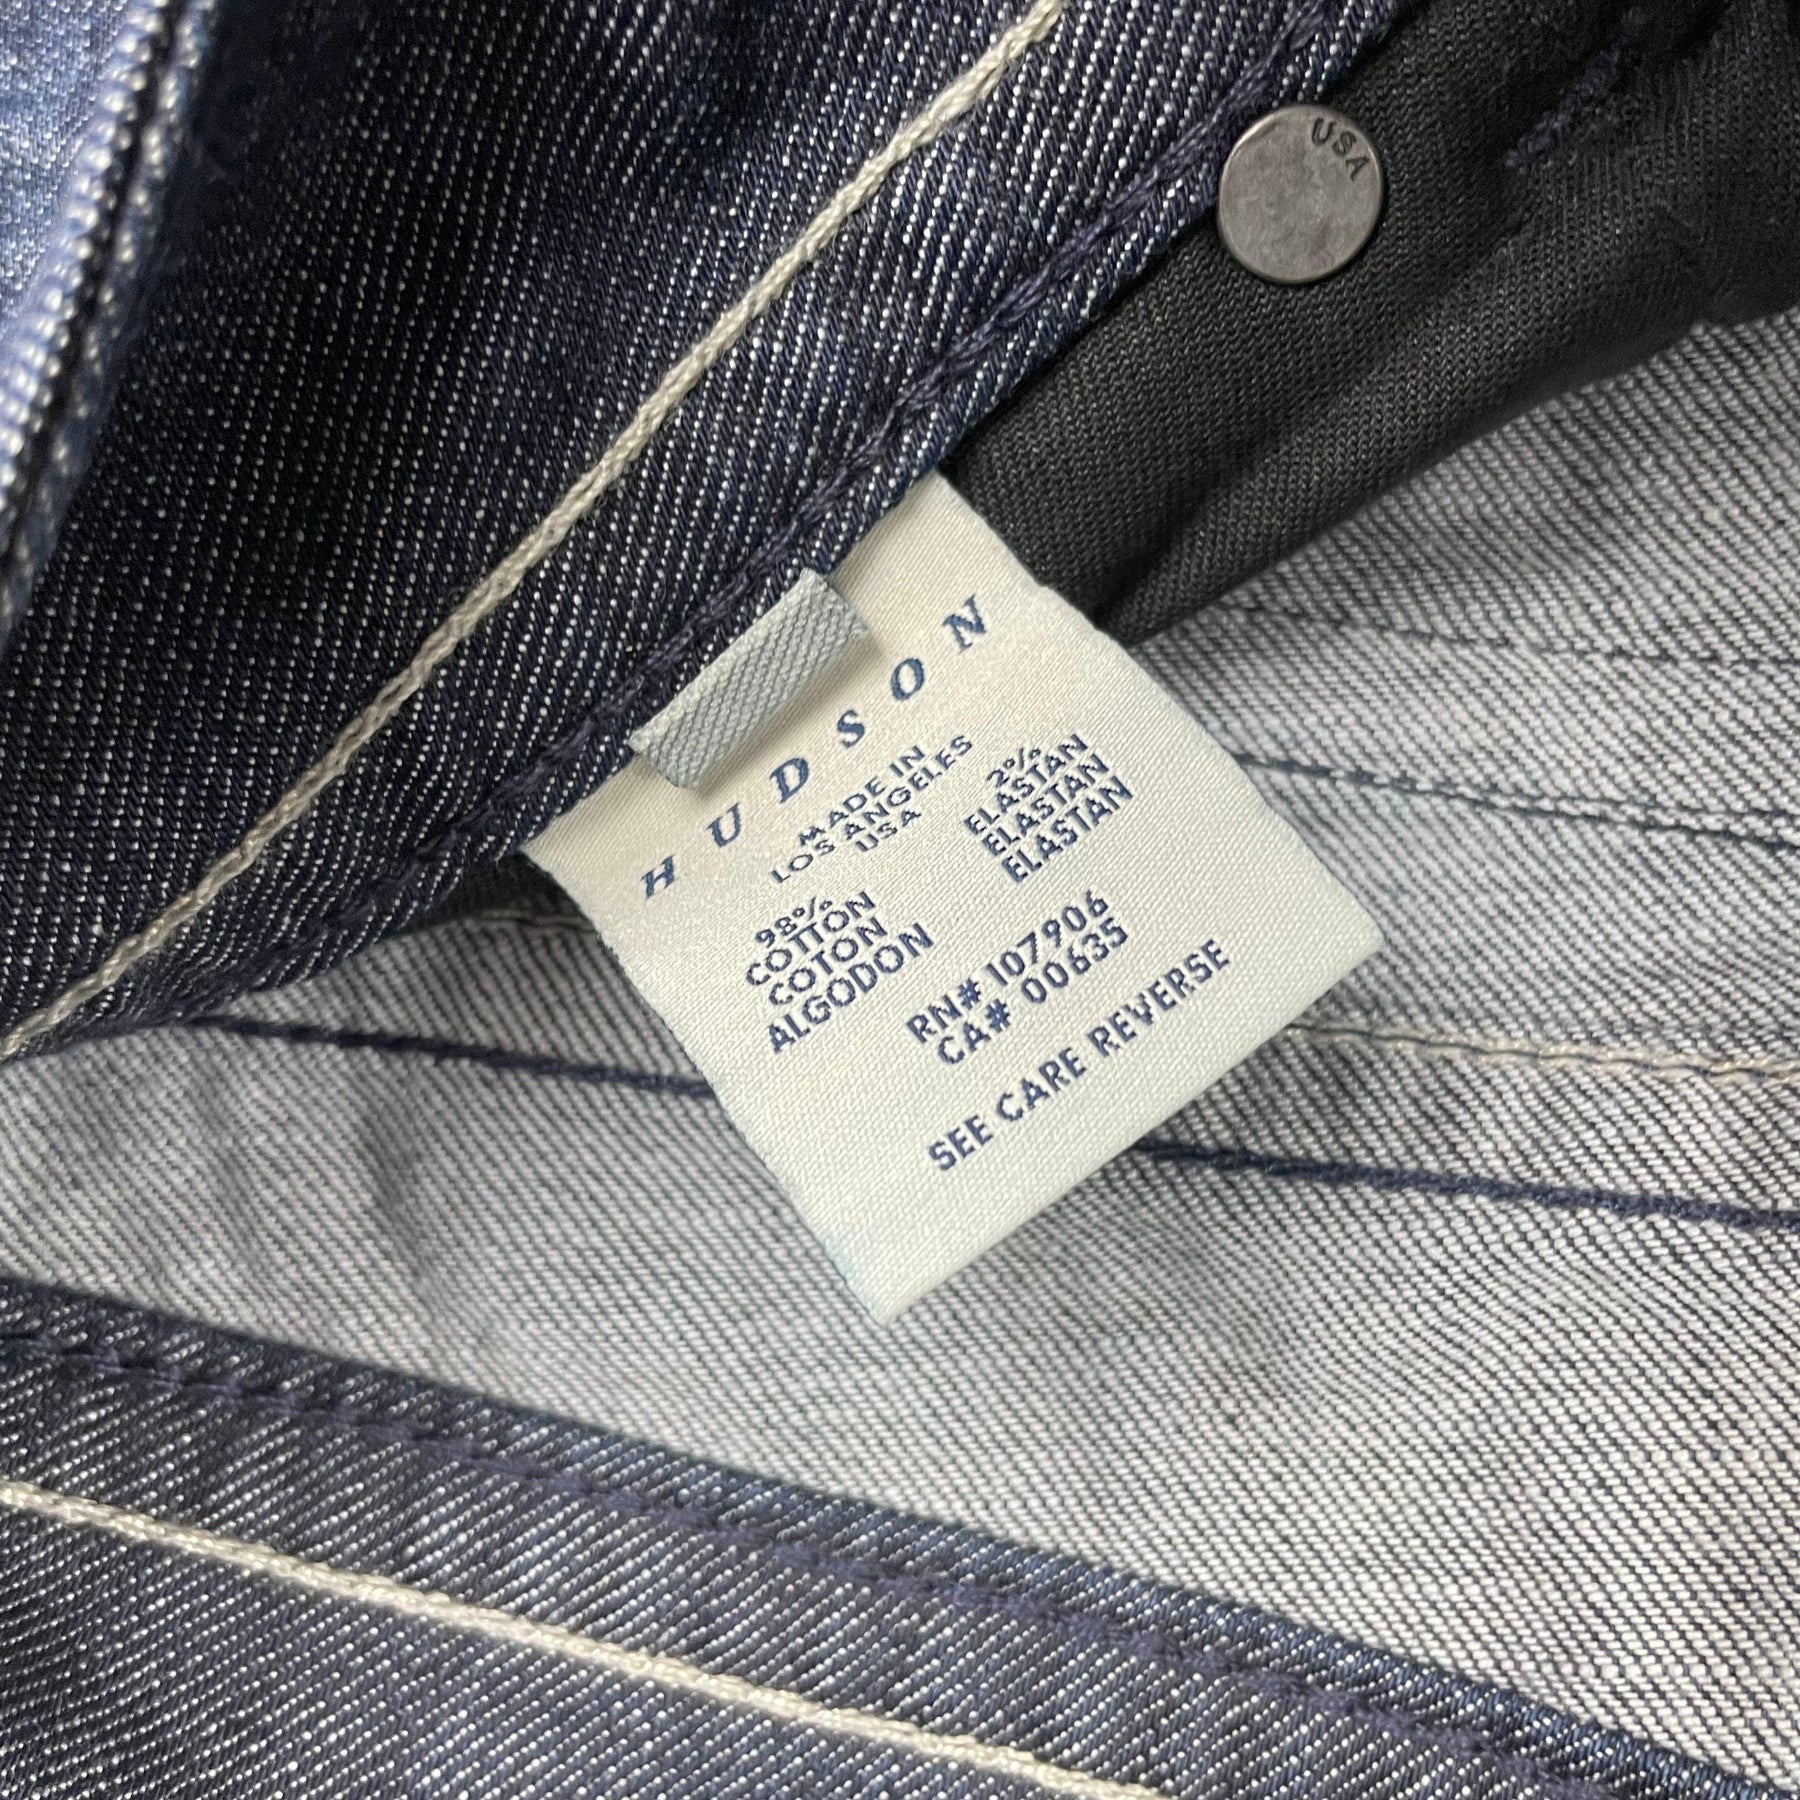 USA
HUDSON
MADE IN
LOS ANGELES
USA
98%
COTTON
COTON
ALGODON
2%
ELASTAN
ELASTAN
ELASTAN
RN# 107906
CA# 00635
SEE CARE REVERSE